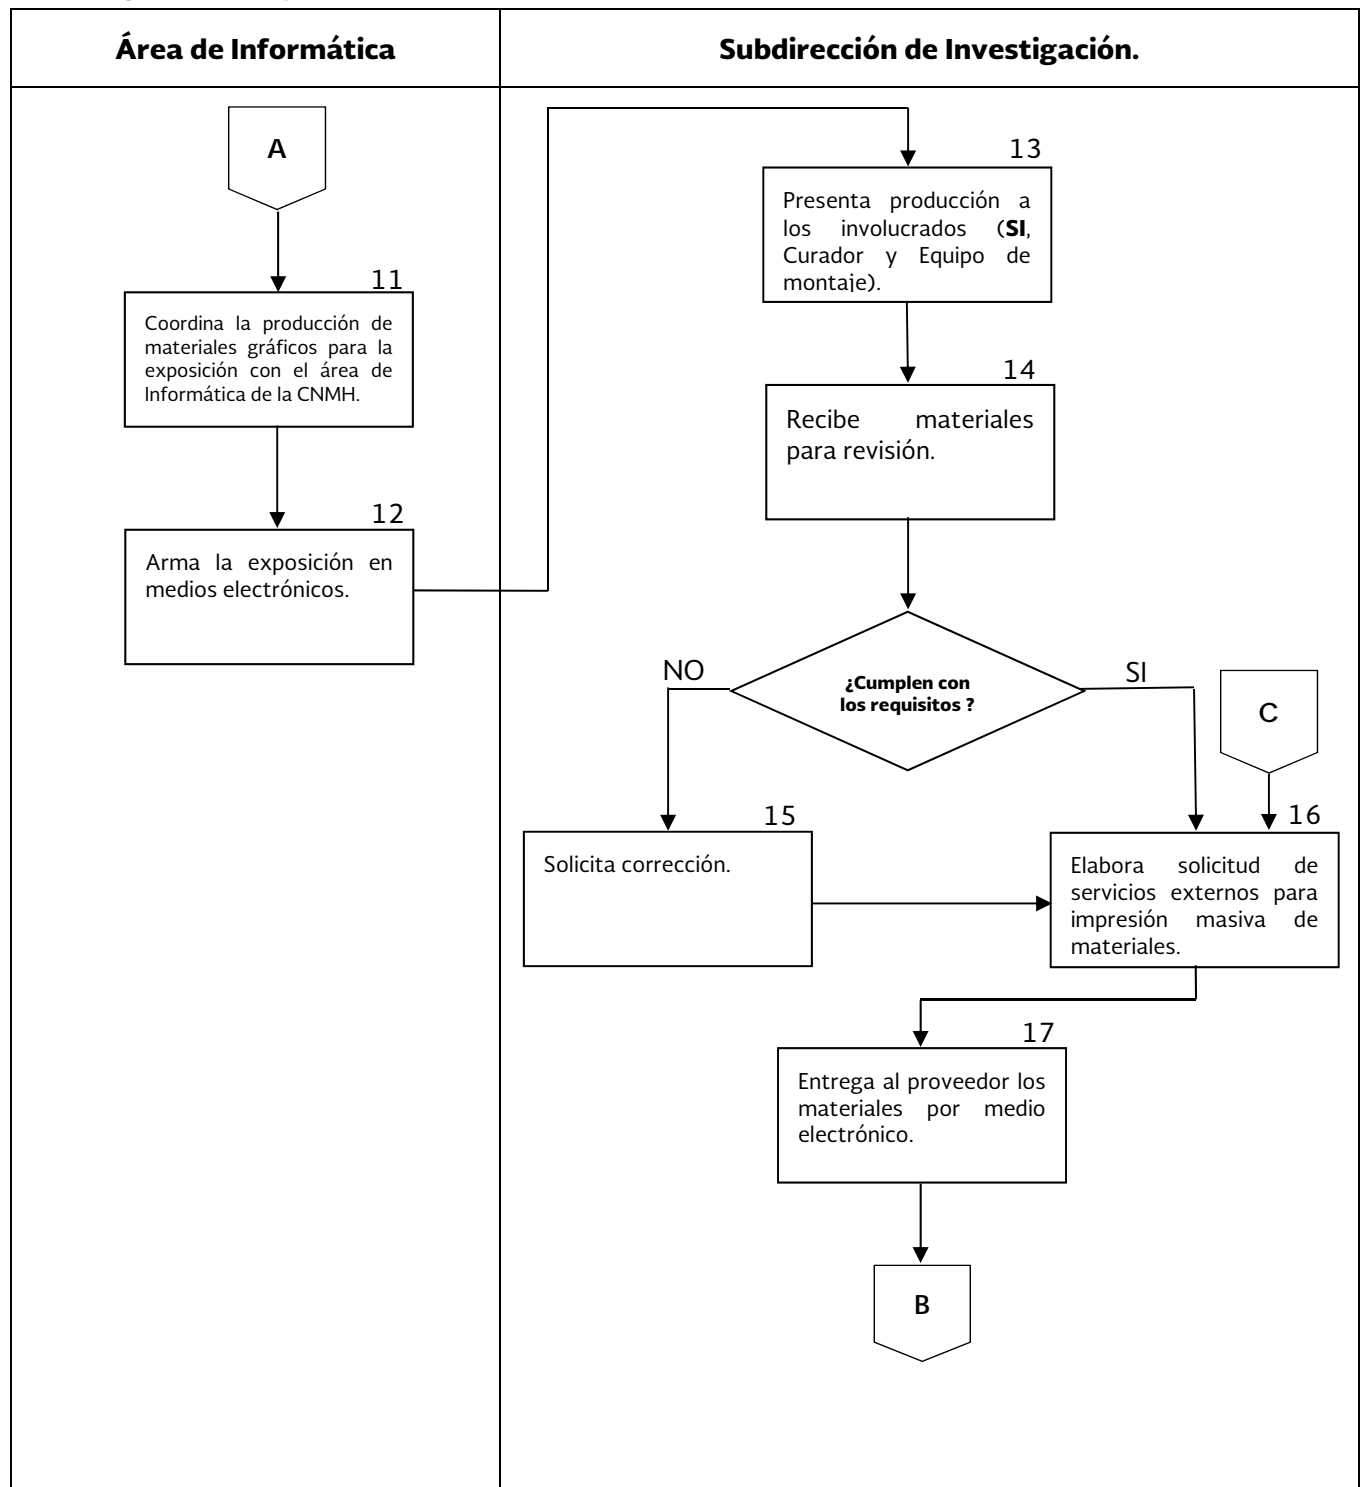 Área de Informática
Subdirección de Investigación.
A
11
Coordina la producción de
materiales gráficos para la
exposición con el área de
Informática de la CNMH.
12
Arma la exposición en
medios electrónicos.
13
Presenta producción a
los involucrados (SI,
Curador y Equipo de
montaje).
14
Recibe materiales
para revisión.
¿Cumplen con
los requisitos ?
NO
SI
C
15
Solicita corrección.
16
Elabora solicitud de
servicios externos para
impresión masiva de
materiales.
17
Entrega al proveedor los
materiales por medio
electrónico.
B